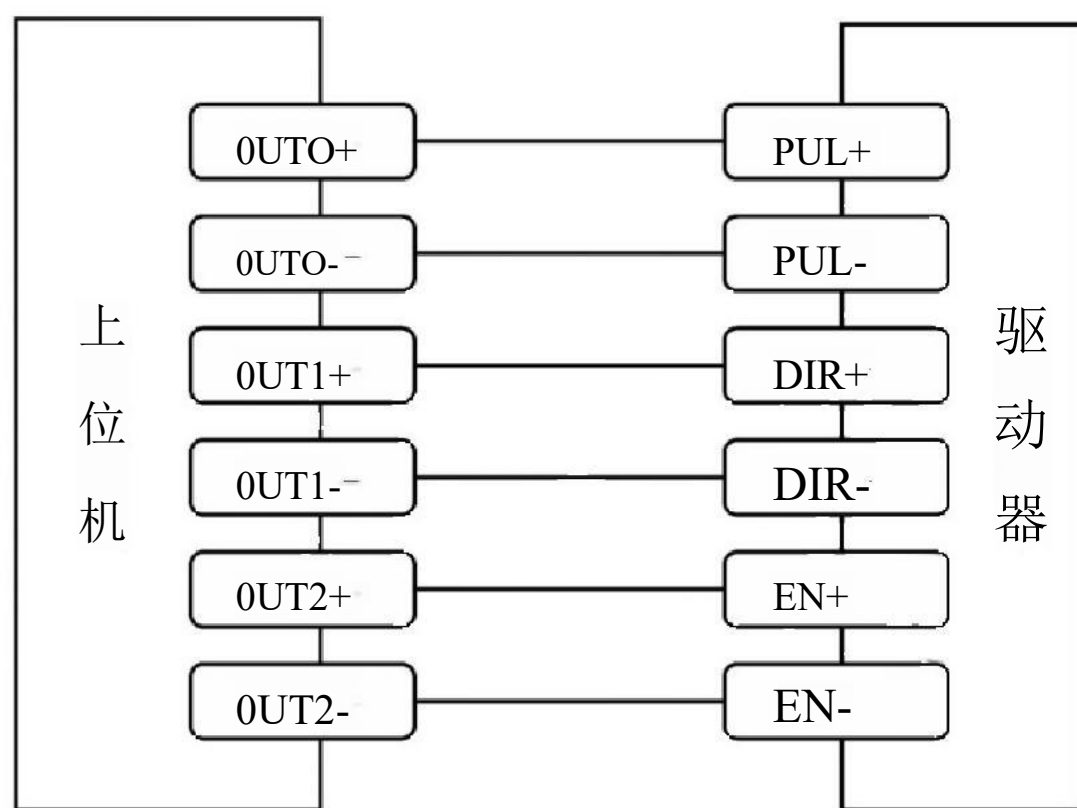 上位机
0UTO+
0UTO-
0UT1+
0UT1-
0UT2+
0UT2-
PUL+
PUL-
DIR+
DIR-
EN+
EN-
驱动器